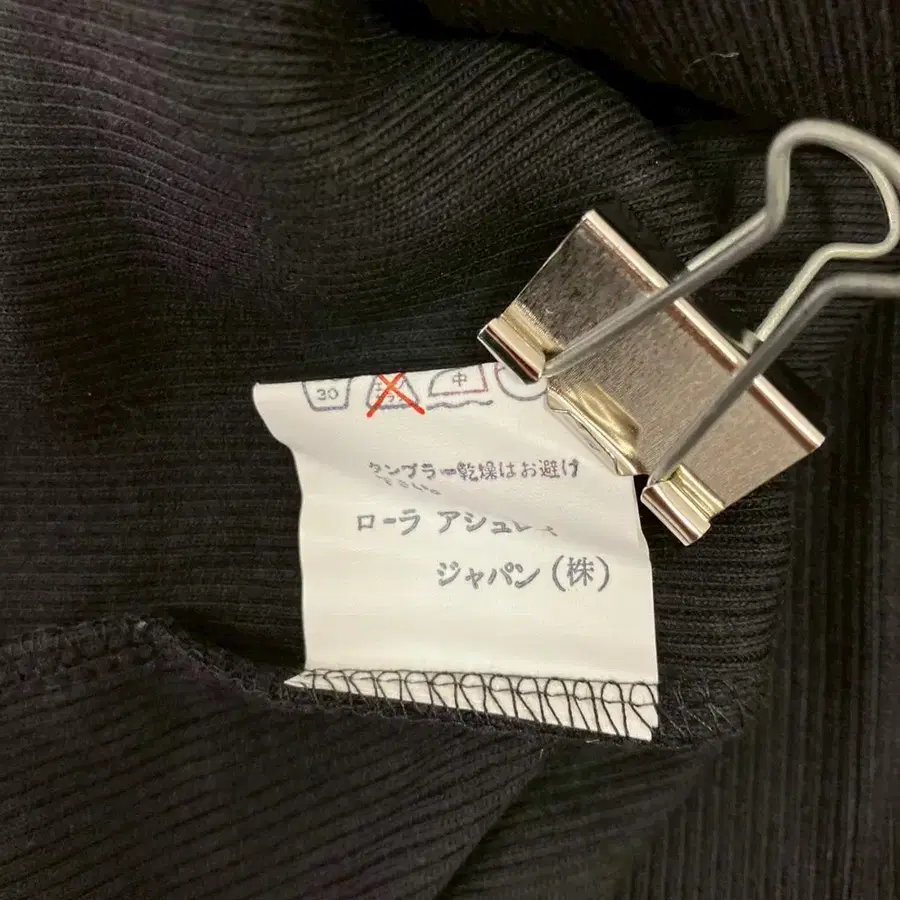 30 中
タンブラー乾燥はお避け
ローラ アシュレイ
ジャパン(株)